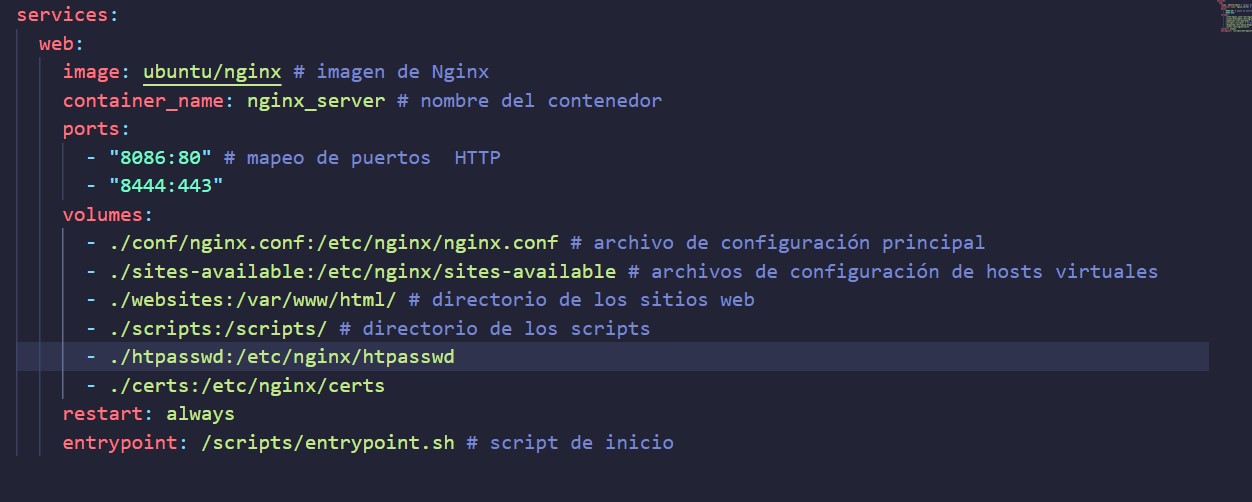 services:
web:
image: ubuntu/nginx # imagen de Nginx
container_name: nginx_server # nombre del contenedor
ports:
- "8086:80" # mapeo de puertos  HTTP
- "8444:443"
volumes:
- ./conf/nginx.conf:/etc/nginx/nginx.conf # archivo de configuración principal
- ./sites-available:/etc/nginx/sites-available # archivos de configuración de hosts virtuales
- ./websites:/var/www/html/ # directorio de los sitios web
- ./scripts:/scripts/ # directorio de los scripts
- ./htpasswd:/etc/nginx/htpasswd
- ./certs:/etc/nginx/certs
restart: always
entrypoint: /scripts/entrypoint.sh # script de inicio